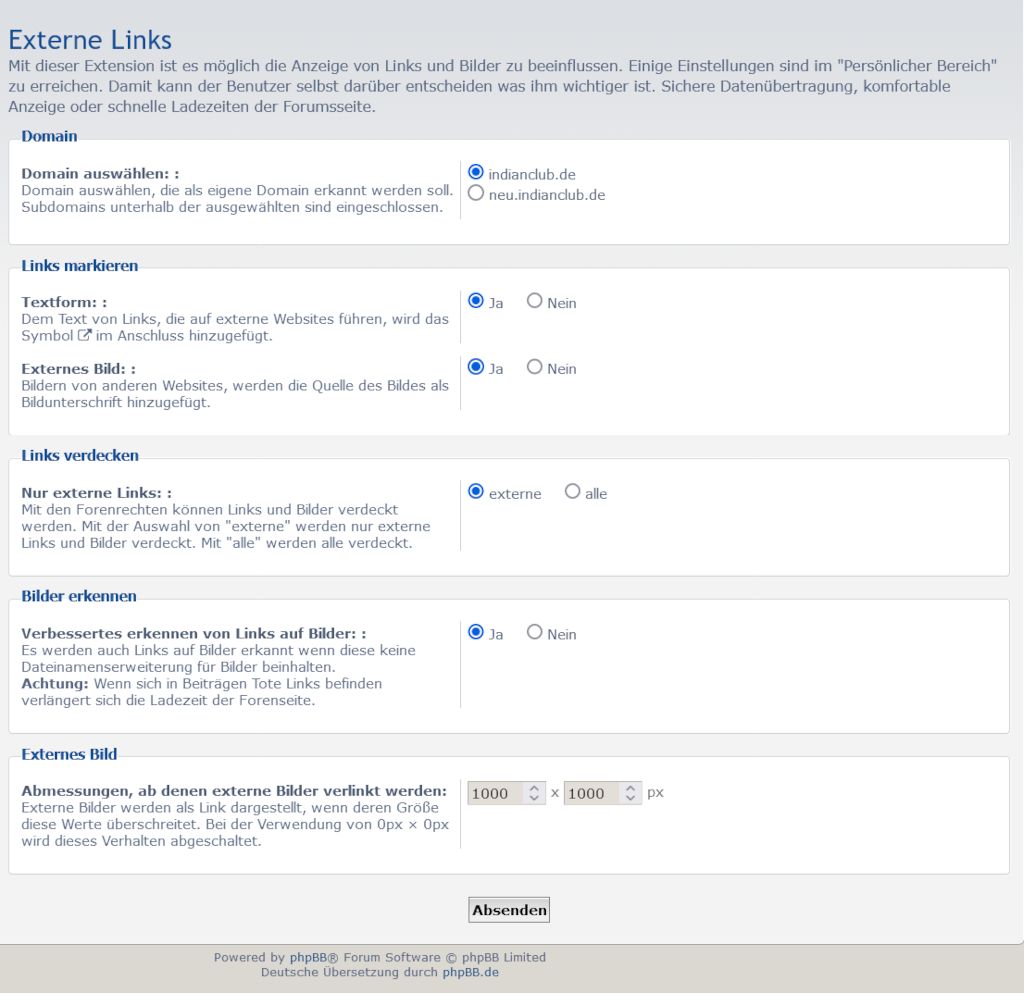 Externe Links
Mit dieser Extension ist es möglich die Anzeige von Links und Bilder zu beeinflussen. Einige Einstellungen sind im "Persönlicher Bereich"
zu erreichen. Damit kann der Benutzer selbst darüber entscheiden was ihm wichtiger ist. Sichere Datenübertragung, komfortable
Anzeige oder schnelle Ladezeiten der Forumsseite.
Domain
Domain auswählen: :
Domain auswählen, die als eigene Domain erkannt werden soll.
Subdomains unterhalb der ausgewählten sind eingeschlossen.
indianclub.de
neu.indianclub.de
Links markieren
Textform: :
Dem Text von Links, die auf externe Websites führen, wird das
Symbol im Anschluss hinzugefügt.
Ja Nein
Externes Bild: :
Bildern von anderen Websites, werden die Quelle des Bildes als
Bildunterschrift hinzugefügt.
Ja Nein
Links verdecken
Nur externe Links: :
Mit den Forenrechten können Links und Bilder verdeckt
werden. Mit der Auswahl von "externe" werden nur externe
Links und Bilder verdeckt. Mit "alle" werden alle verdeckt.
externe alle
Bilder erkennen
Verbessertes erkennen von Links auf Bilder: :
Es werden auch Links auf Bilder erkannt wenn diese keine
Dateinamenserweiterung für Bilder beinhalten.
Achtung: Wenn sich in Beiträgen Tote Links befinden
verlängert sich die Ladezeit der Forenseite.
Ja Nein
Externes Bild
Abmessungen, ab denen externe Bilder verlinkt werden:
Externe Bilder werden als Link dargestellt, wenn deren Größe
diese Werte überschreitet. Bei der Verwendung von 0px × 0px
wird dieses Verhalten abgeschaltet.
1000 x 1000 px
Absenden
Powered by phpBB® Forum Software © phpBB Limited
Deutsche Übersetzung durch phpBB.de